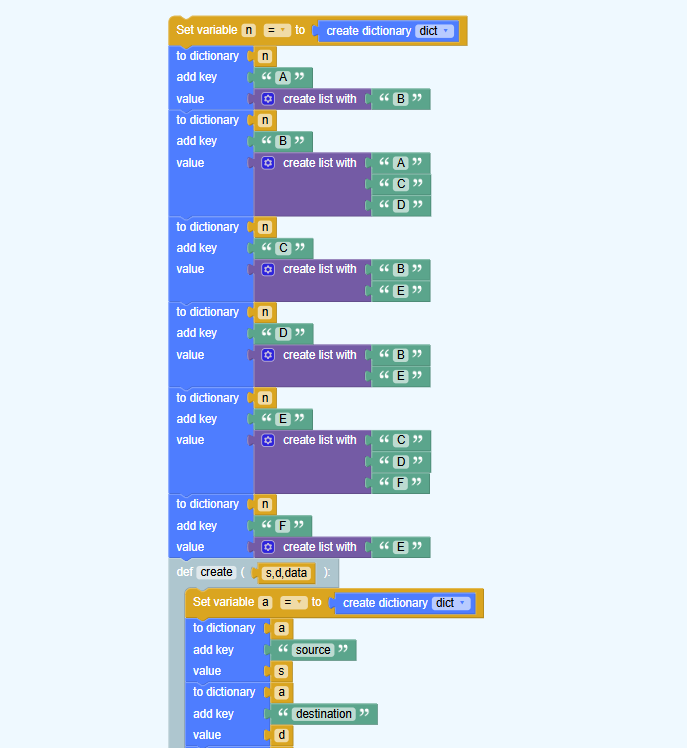 Set variable n = to create dictionary dict
to dictionary n
add key “ A ”
value create list with “ B ”
to dictionary n
add key “ B ”
value create list with “ A ”
“ C ”
“ D ”
to dictionary n
add key “ C ”
value create list with “ B ”
“ E ”
to dictionary n
add key “ D ”
value create list with “ B ”
“ E ”
to dictionary n
add key “ E ”
value create list with “ C ”
“ D ”
“ F ”
to dictionary n
add key “ F ”
value create list with “ E ”
def create ( s,d,data ):
Set variable a = to create dictionary dict
to dictionary a
add key “ source ”
value s
to dictionary a
add key “ destination ”
value d